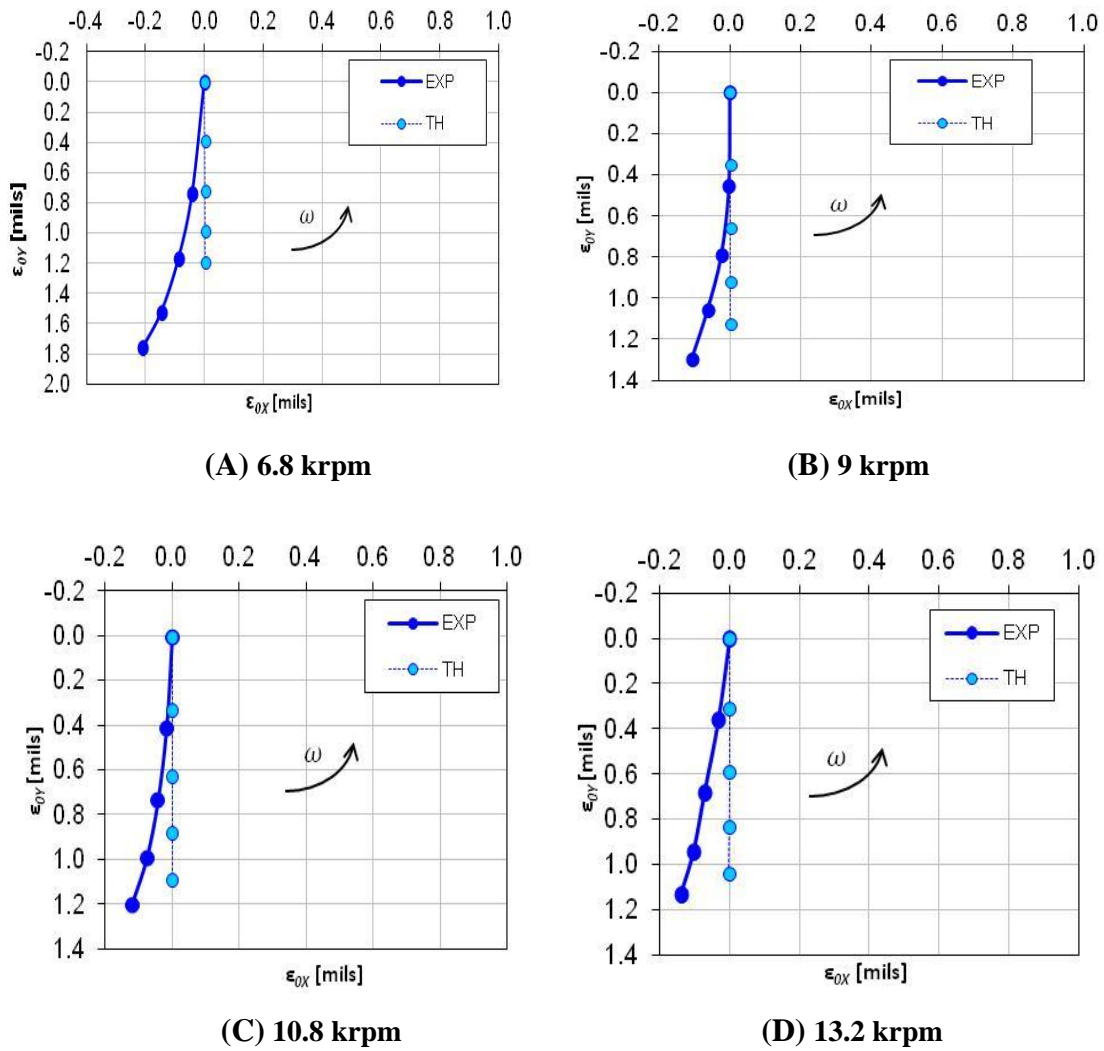 -0.4 -0.2 0.0 0.2 0.4 0.6 0.8 1.0
-0.2
0.0
0.2
0.4
0.6
0.8
1.0
1.2
1.4
1.6
1.8
2.0
ε0Y [mils]
EXP
TH
ω
ε0X [mils]
(A) 6.8 krpm
-0.2 0.0 0.2 0.4 0.6 0.8 1.0
-0.2
0.0
0.2
0.4
0.6
0.8
1.0
1.2
1.4
ε0Y [mils]
EXP
TH
ω
ε0X [mils]
(B) 9 krpm
-0.2 0.0 0.2 0.4 0.6 0.8 1.0
-0.2
0.0
0.2
0.4
0.6
0.8
1.0
1.2
1.4
ε0Y [mils]
EXP
TH
ω
ε0X [mils]
(C) 10.8 krpm
-0.2 0.0 0.2 0.4 0.6 0.8 1.0
-0.2
0.0
0.2
0.4
0.6
0.8
1.0
1.2
1.4
ε0Y [mils]
EXP
TH
ω
ε0X [mils]
(D) 13.2 krpm